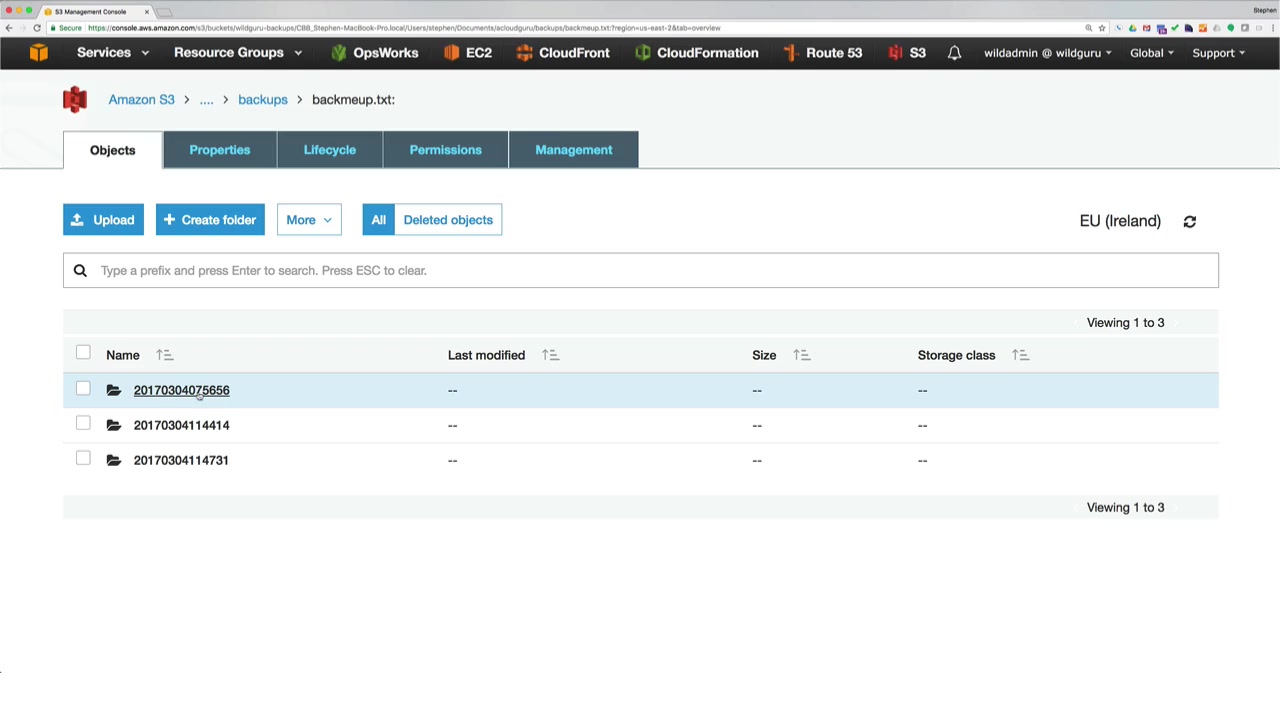 S3 Management Console
Stephen
Secure https://console.aws.amazon.com/s3/buckets/wildguru-backups/CBB_Stephen-MacBook-Pro.local/Users/stephen/Documents/acloudguru/backups/backmeup.txt:/?region=us-east-2&tab=overview
Services Resource Groups OpsWorks EC2 CloudFront CloudFormation Route 53 S3 wildadmin @ wildguru Global Support
Amazon S3 > .... > backups > backmeup.txt:
Objects Properties Lifecycle Permissions Management
Upload + Create folder More All Deleted objects EU (Ireland)
Type a prefix and press Enter to search. Press ESC to clear.
Viewing 1 to 3
Name Last modified Size Storage class
20170304075656 -- -- --
20170304114414 -- -- --
20170304114731 -- -- --
Viewing 1 to 3